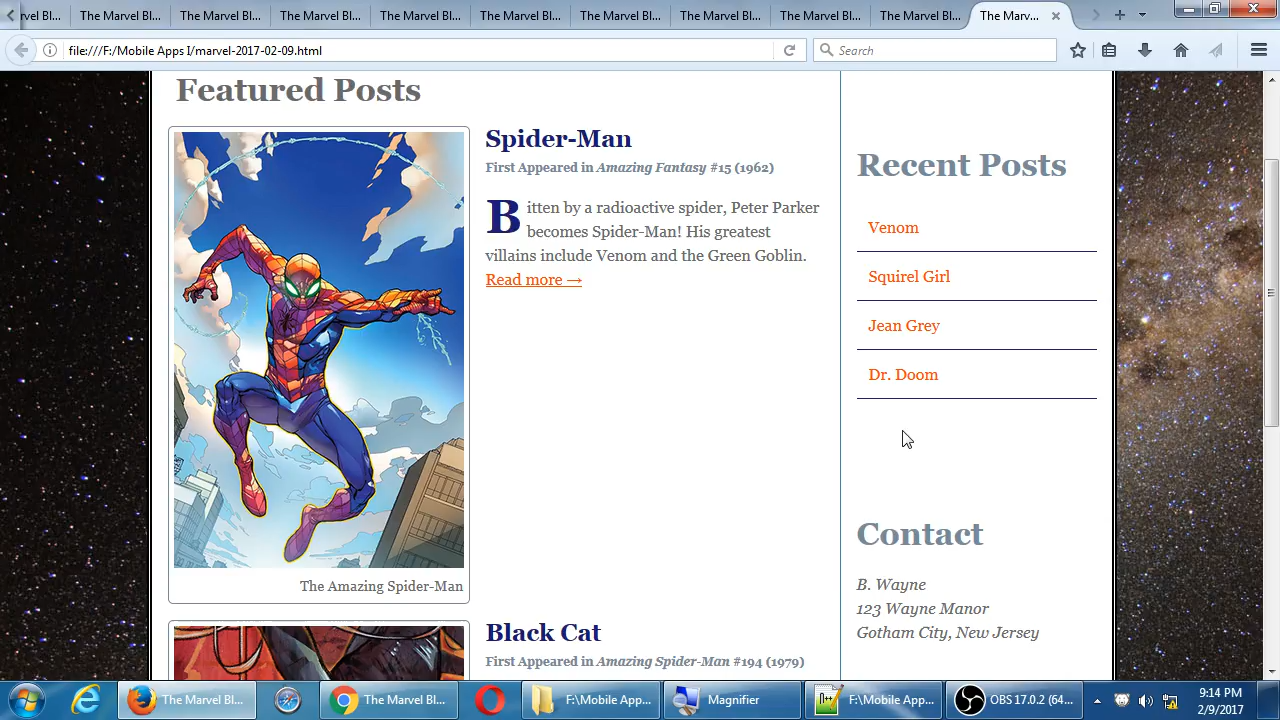 rvel Bl...
The Marvel Bl...
The Marvel Bl...
The Marvel Bl...
The Marvel Bl...
The Marvel Bl...
The Marvel Bl...
The Marvel Bl...
The Marvel Bl...
The Marvel Bl...
The Marv...
file:///F:/Mobile Apps I/marvel-2017-02-09.html
Search
Featured Posts
Spider-Man
First Appeared in Amazing Fantasy #15 (1962)
Bitten by a radioactive spider, Peter Parker
becomes Spider-Man! His greatest
villains include Venom and the Green Goblin.
Read more →
The Amazing Spider-Man
Black Cat
First Appeared in Amazing Spider-Man #194 (1979)
Recent Posts
Venom
Squirel Girl
Jean Grey
Dr. Doom
Contact
B. Wayne
123 Wayne Manor
Gotham City, New Jersey
The Marvel Bl...
The Marvel Bl...
F:\Mobile App...
Magnifier
F:\Mobile App...
OBS 17.0.2 (64...
9:14 PM
2/9/2017